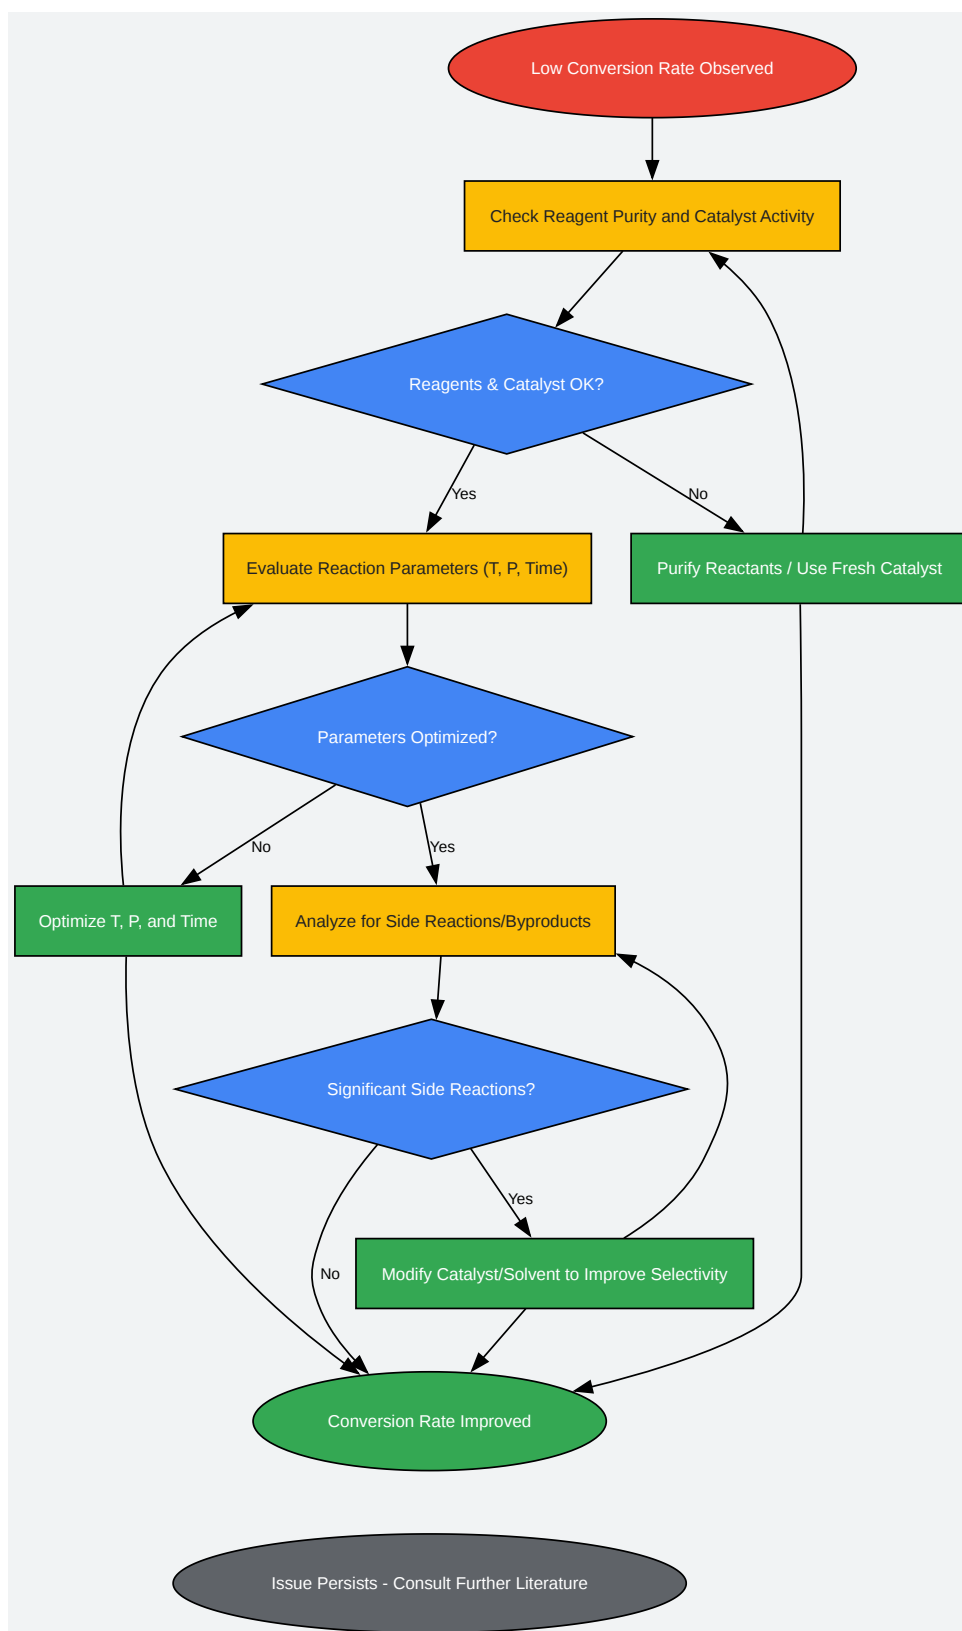 Low Conversion Rate Observed
Check Reagent Purity and Catalyst Activity
Reagents & Catalyst OK?
Yes
No
Evaluate Reaction Parameters (T, P, Time)
Purify Reactants / Use Fresh Catalyst
Parameters Optimized?
No
Yes
Optimize T, P, and Time
Analyze for Side Reactions/Byproducts
Significant Side Reactions?
Yes
No
Modify Catalyst/Solvent to Improve Selectivity
Conversion Rate Improved
Issue Persists - Consult Further Literature